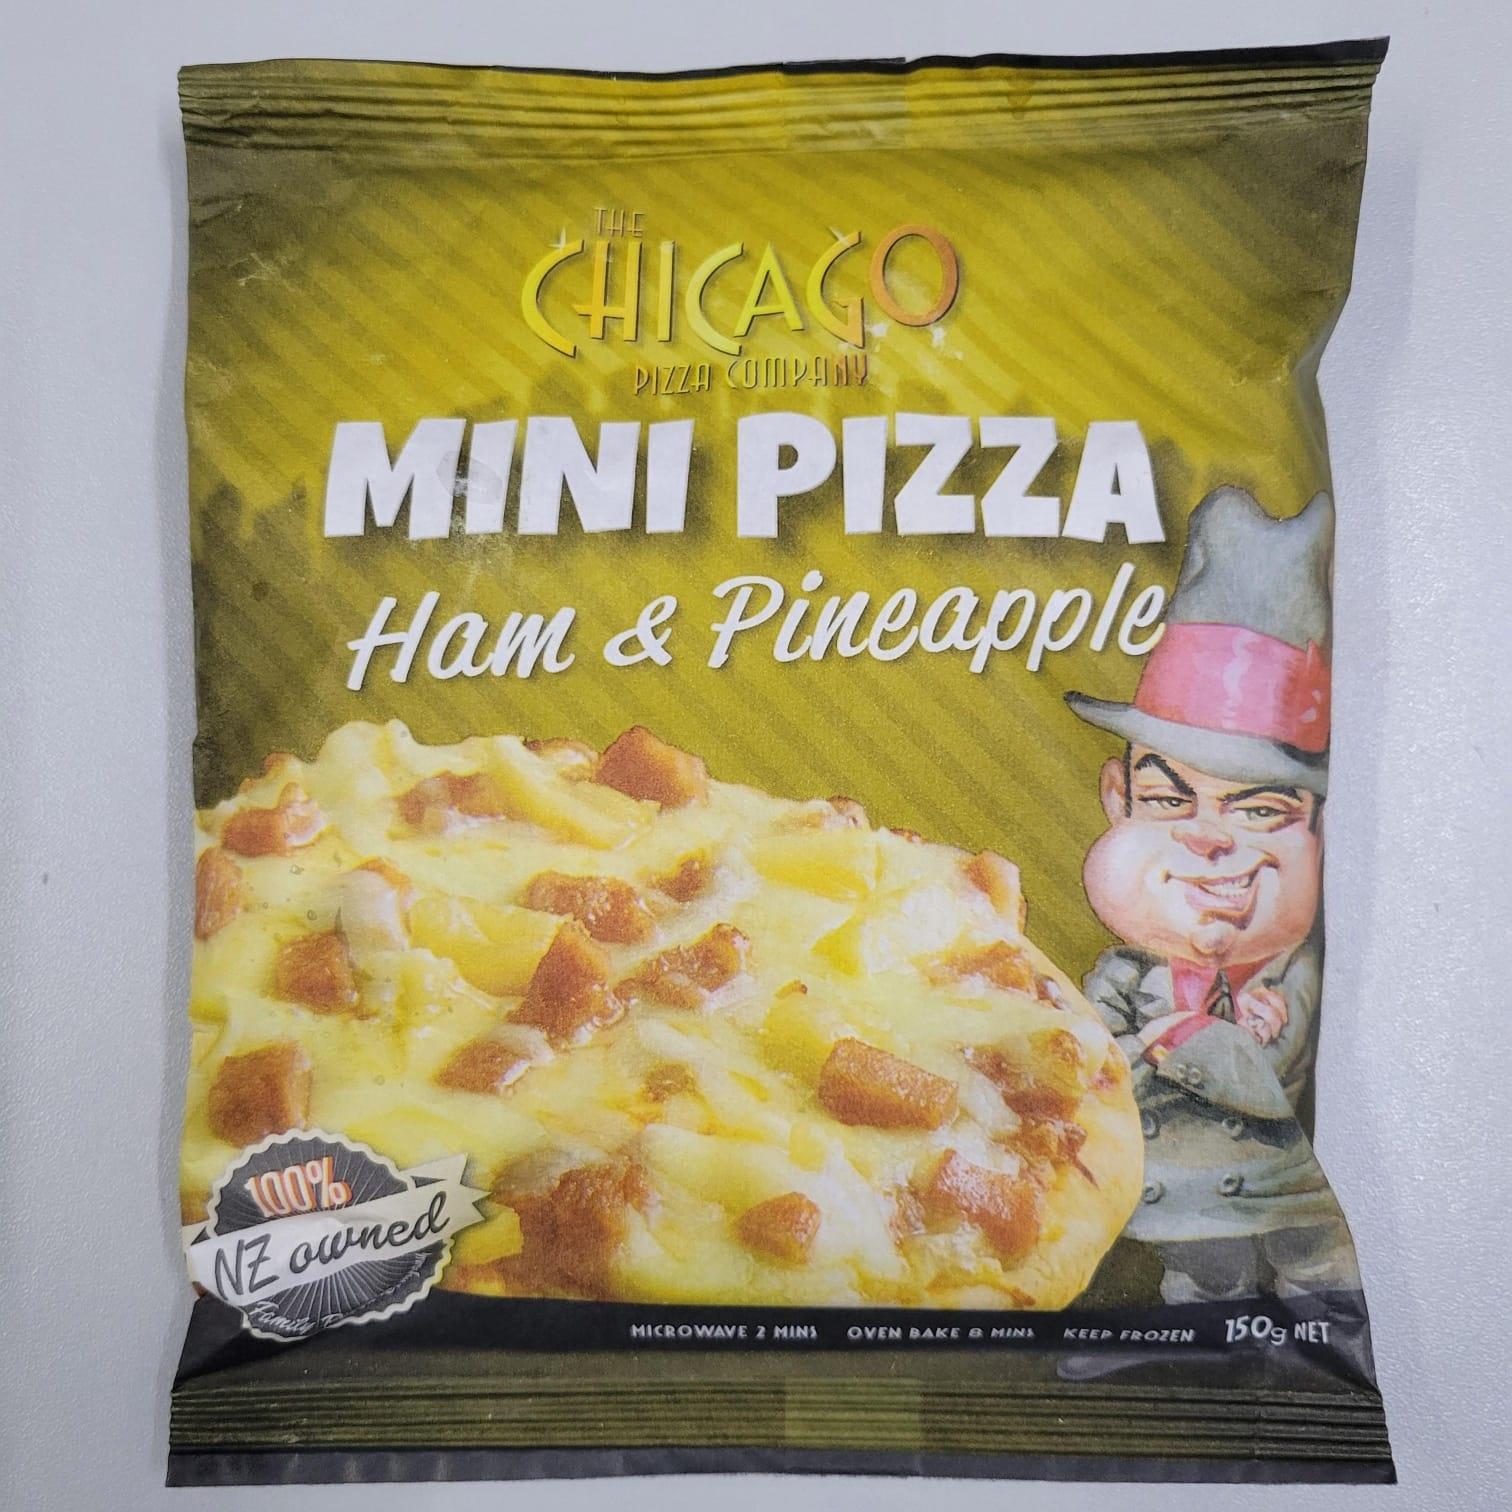 THE
CHICAGO
PIZZA COMPANY
MINI PIZZA
Ham & Pineapple
100%
NZ owned
Family
MICROWAVE 2 MINS OVEN BAKE 8 MINS KEEP FROZEN 150g NET